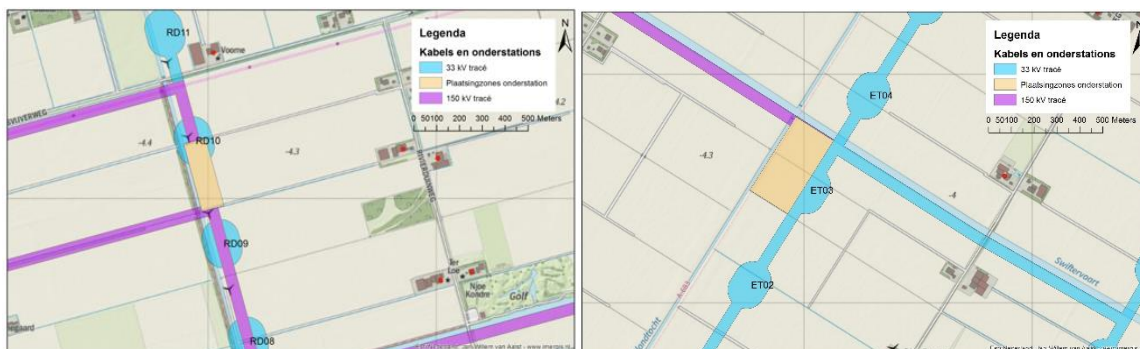 RD11
Voorne
Legenda
Kabels en onderstations
33 kV tracé
Plaatsingzones onderstation
150 kV tracé
0 50100 200 300 400 500 Meters
N
-4.2
RD10
-4.4
-4.3
RD09
Ter
Loe
Njoe
Kondre
Golf
RD08
ET04
Legenda
Kabels en onderstations
33 kV tracé
Plaatsingzones onderstation
150 kV tracé
0 50100 200 300 400 500 Meters
N
-4.3
-4
ET03
ET02
Swiftervoort